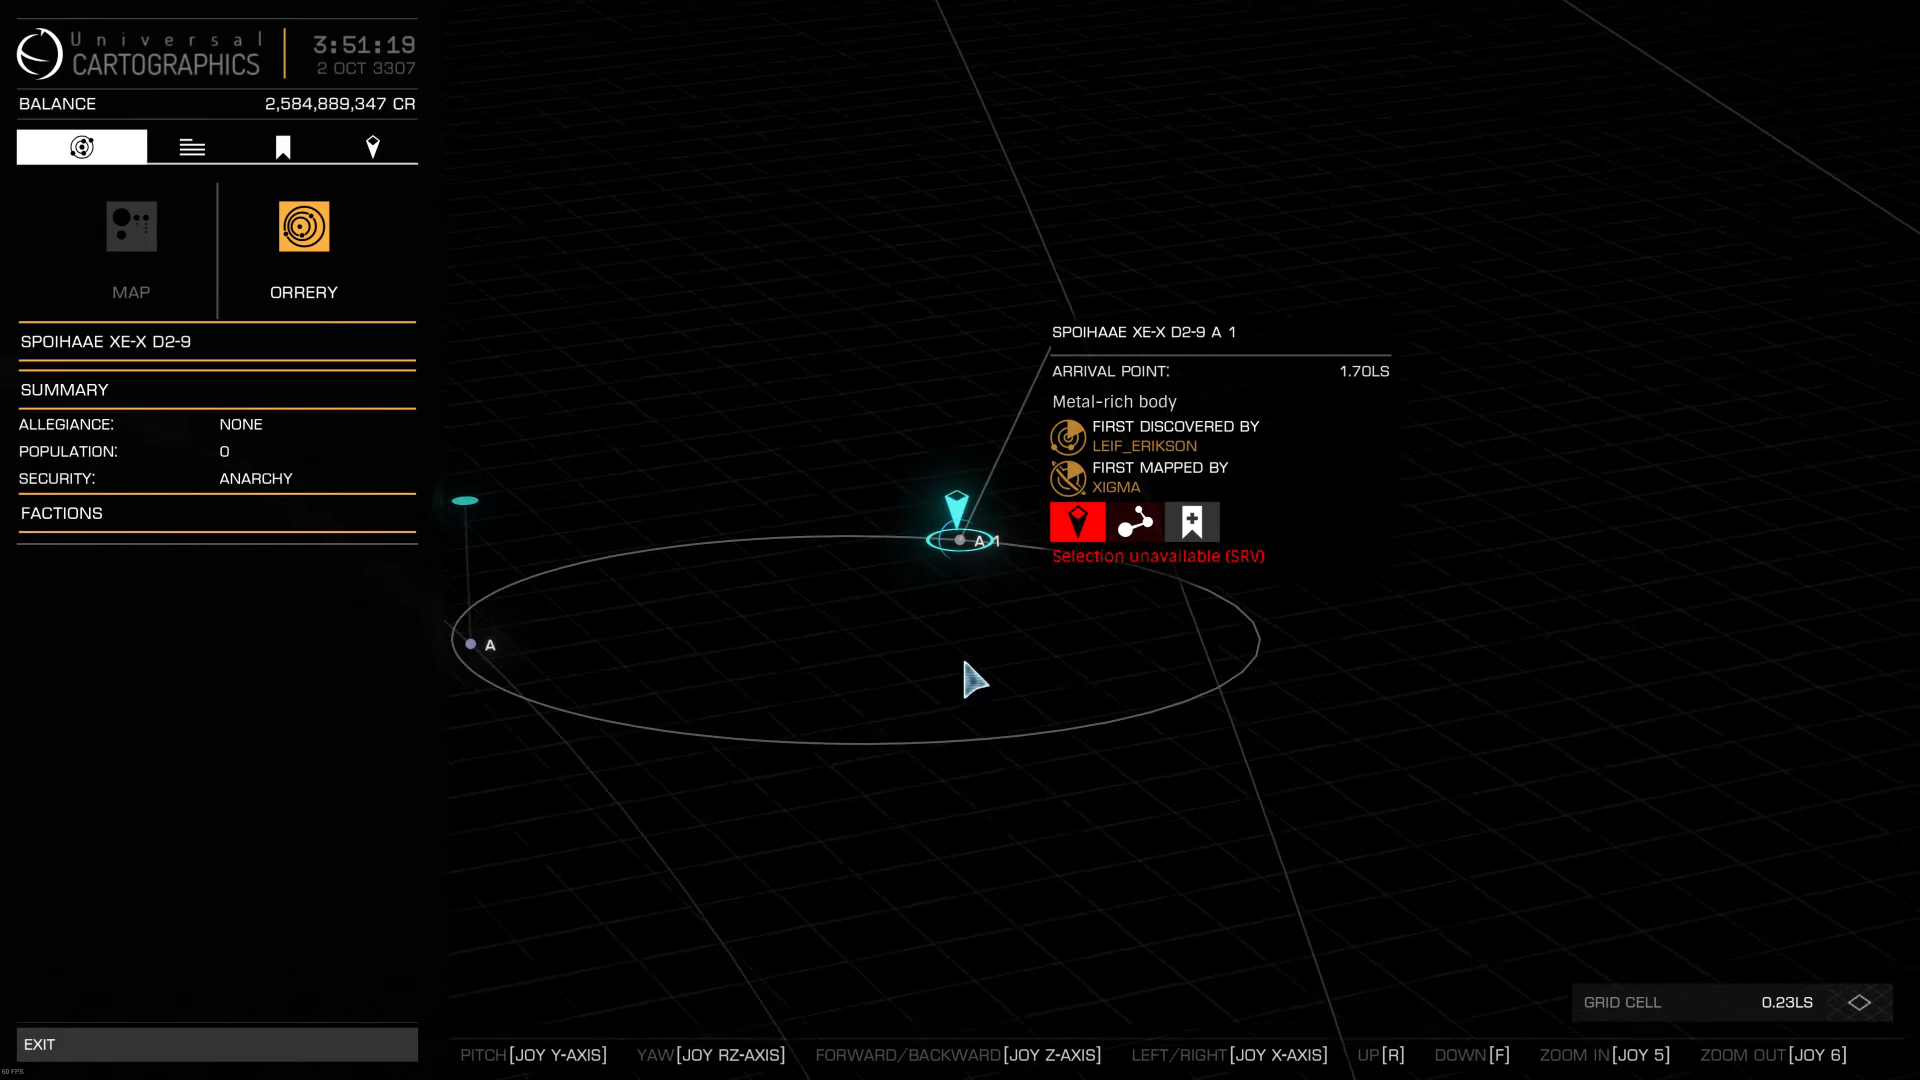 Universal
CARTOGRAPHICS
3:51:19
2 OCT 3307
BALANCE 2,584,889,347 CR
MAP
ORRERY
SPOIHAAE XE-X D2-9
SUMMARY
ALLEGIANCE: NONE
POPULATION: 0
SECURITY: ANARCHY
FACTIONS
EXIT
60 FPS
A
A 1
SPOIHAAE XE-X D2-9 A 1
ARRIVAL POINT: 1.70LS
Metal-rich body
FIRST DISCOVERED BY
LEIF_ERIKSON
FIRST MAPPED BY
XIGMA
Selection unavailable (SRV)
GRID CELL 0.23LS
PITCH [JOY Y-AXIS] YAW [JOY RZ-AXIS] FORWARD/BACKWARD [JOY Z-AXIS] LEFT/RIGHT [JOY X-AXIS] UP [R] DOWN [F] ZOOM IN [JOY 5] ZOOM OUT [JOY 6]